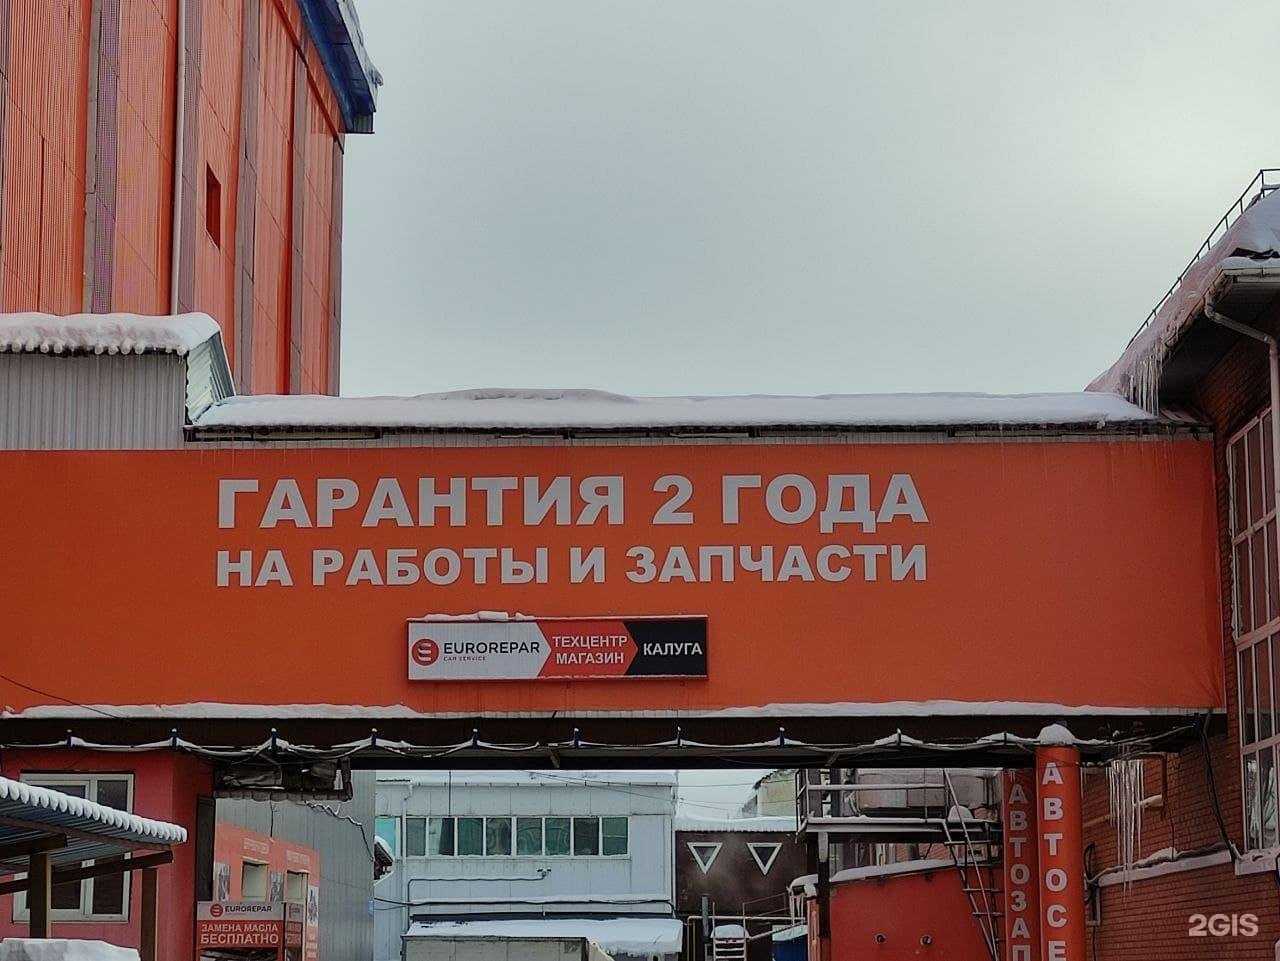 ГАРАНТИЯ 2 ГОДА
НА РАБОТЫ И ЗАПЧАСТИ
EUROREPAR
CAR SERVICE
ТЕХЦЕНТР
МАГАЗИН
КАЛУГА
EUROREPAR
ЗАМЕНА МАСЛА
БЕСПЛАТНО
АВТОЗАП
АВТОСЕ
2GIS